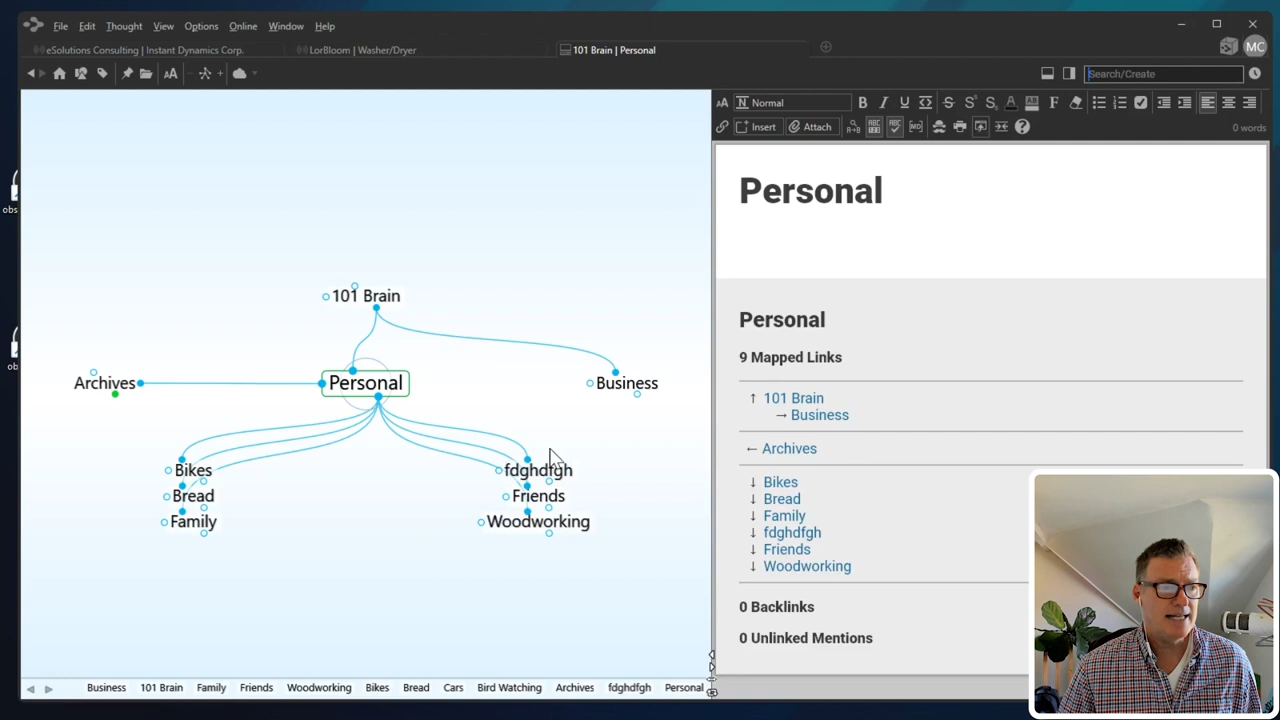 File Edit Thought View Options Online Window Help
eSolutions Consulting | Instant Dynamics Corp.
LorBloom | Washer/Dryer
101 Brain | Personal
MC
Search/Create
Normal
Insert
Attach
0 words
Personal
101 Brain
Archives
Personal
Business
Bikes
Bread
Family
fdghdfgh
Friends
Woodworking
Personal
9 Mapped Links
↑ 101 Brain
→ Business
← Archives
↓ Bikes
↓ Bread
↓ Family
↓ fdghdfgh
↓ Friends
↓ Woodworking
0 Backlinks
0 Unlinked Mentions
Business 101 Brain Family Friends Woodworking Bikes Bread Cars Bird Watching Archives fdghdfgh Personal
obs
ob